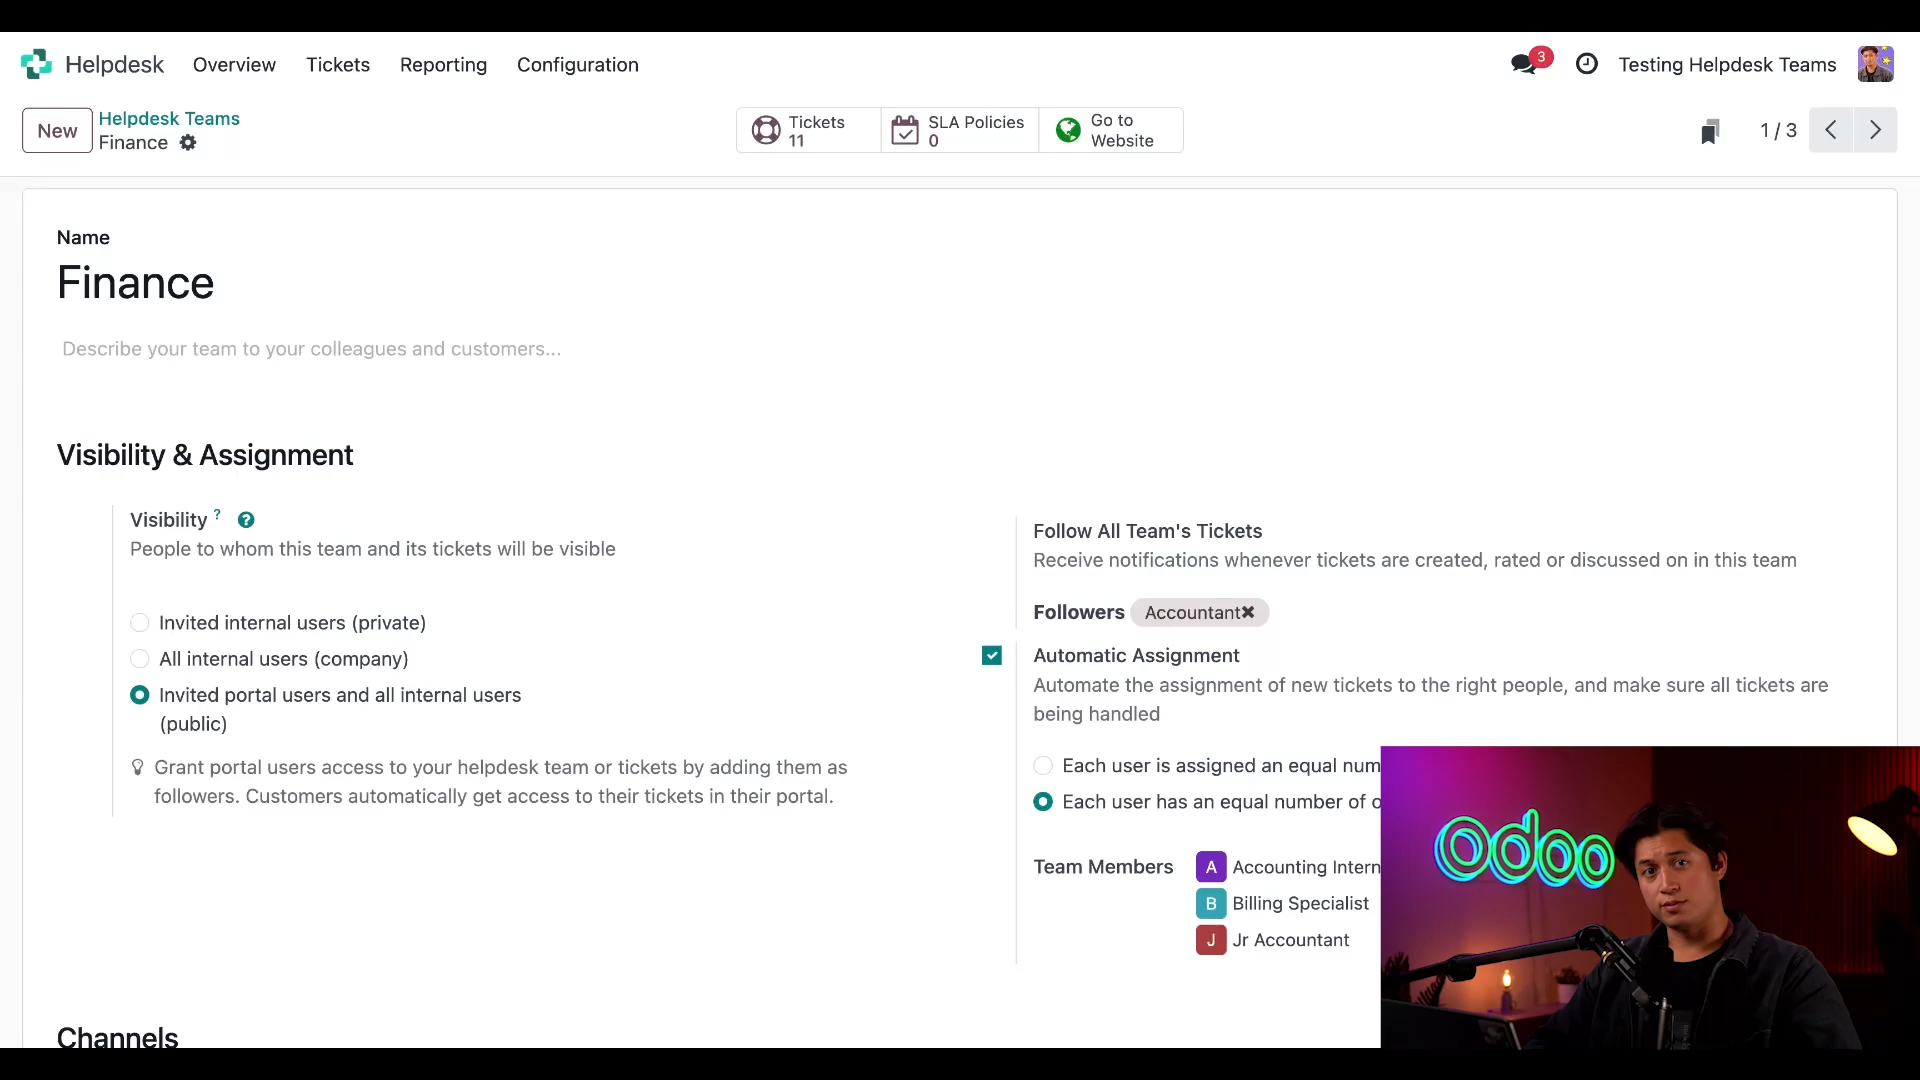 Helpdesk Overview Tickets Reporting Configuration 3 Testing Helpdesk Teams
New Helpdesk Teams
Finance
Tickets
11
SLA Policies
0
Go to
Website
1 / 3
Name
Finance
Describe your team to your colleagues and customers...
Visibility & Assignment
Visibility ? ?
People to whom this team and its tickets will be visible
Invited internal users (private)
All internal users (company)
Invited portal users and all internal users
(public)
Grant portal users access to your helpdesk team or tickets by adding them as
followers. Customers automatically get access to their tickets in their portal.
Follow All Team's Tickets
Receive notifications whenever tickets are created, rated or discussed on in this team
Followers Accountant
Automatic Assignment
Automate the assignment of new tickets to the right people, and make sure all tickets are
being handled
Each user is assigned an equal num
Each user has an equal number of o
Team Members A Accounting Intern
B Billing Specialist
J Jr Accountant
Channels
odoo